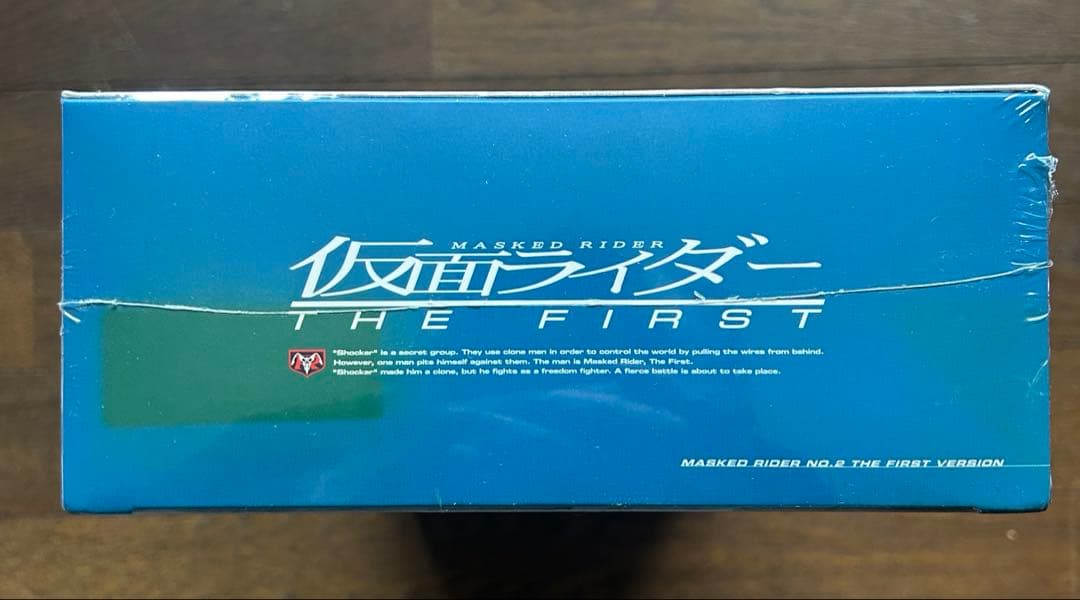 MASKED RIDER
仮面ライダー
THE FIRST
"Shocker" is a secret group. They use clone men in order to control the world by pulling the wires from behind.
However, one man pits himself against them. The man is Masked Rider, The First.
"Shocker" made him a clone, but he fights as a freedom fighter. A fierce battle is about to take place.
MASKED RIDER NO.2 THE FIRST VERSION